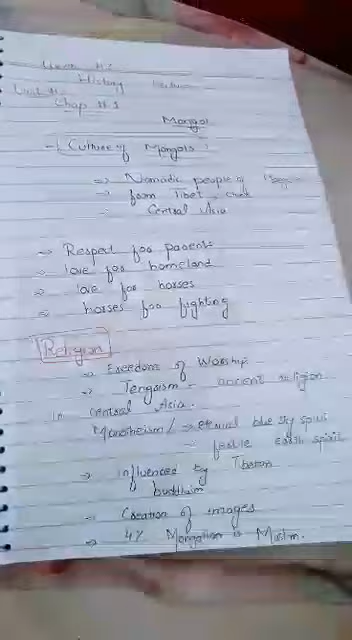 History
Chap # 1
Mongol
Culture of Mongols :
⇒ Nomadic people of
→ from Tibet,
Central Asia
⇒ Respect for parents
⇒ love for homeland
⇒ love for horses
⇒ horses for fighting
Religion
⇒ Freedom of Worship.
⇒ Tengrism - ancient religion
in central Asia.
Monotheism / → eternal blue sky spirit
fertile earth spirit
→ influenced by Tibetan
buddhism
⇒ Creation of images
⇒ 4% Mongolian is Muslim.